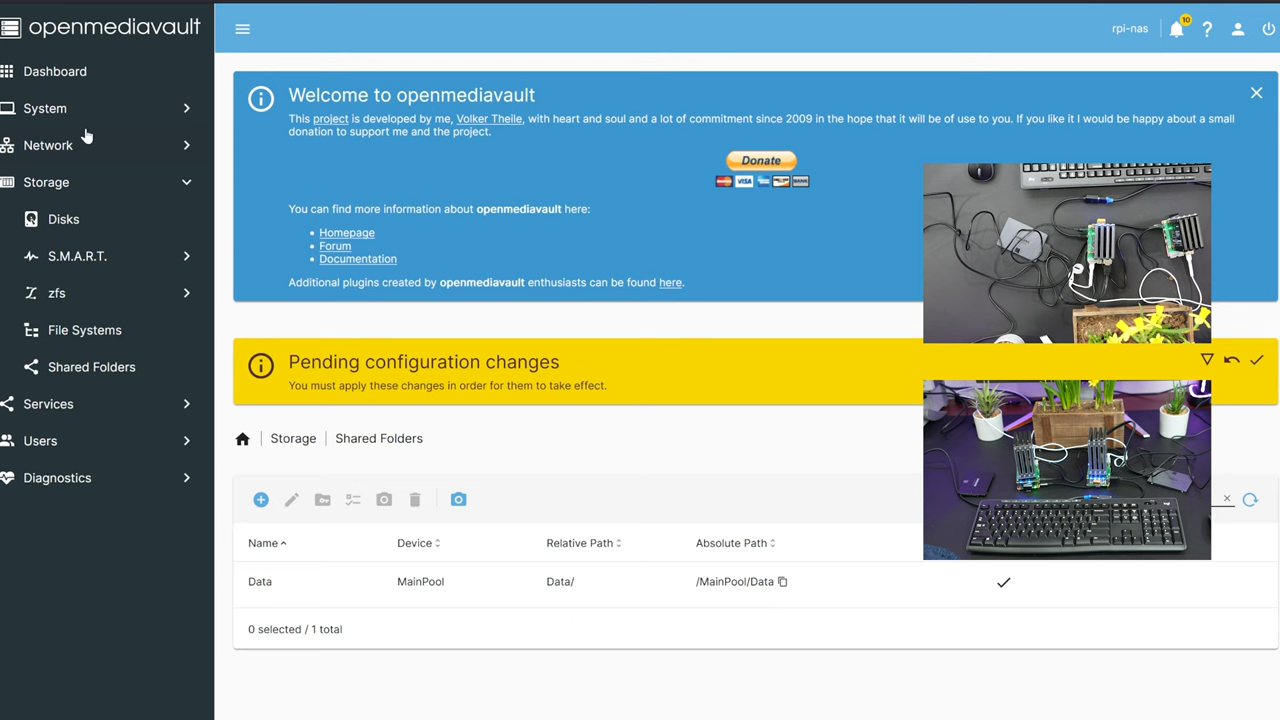 openmediavault
rpi-nas
10
Dashboard
System
Network
Storage
Disks
S.M.A.R.T.
zfs
File Systems
Shared Folders
Services
Users
Diagnostics
Welcome to openmediavault
This project is developed by me, Volker Theile, with heart and soul and a lot of commitment since 2009 in the hope that it will be of use to you. If you like it I would be happy about a small
donation to support me and the project.
Donate
VISA
You can find more information about openmediavault here:
Homepage
Forum
Documentation
Additional plugins created by openmediavault enthusiasts can be found here.
Pending configuration changes
You must apply these changes in order for them to take effect.
Storage | Shared Folders
Name Device Relative Path Absolute Path
Data MainPool Data/ /MainPool/Data
0 selected / 1 total